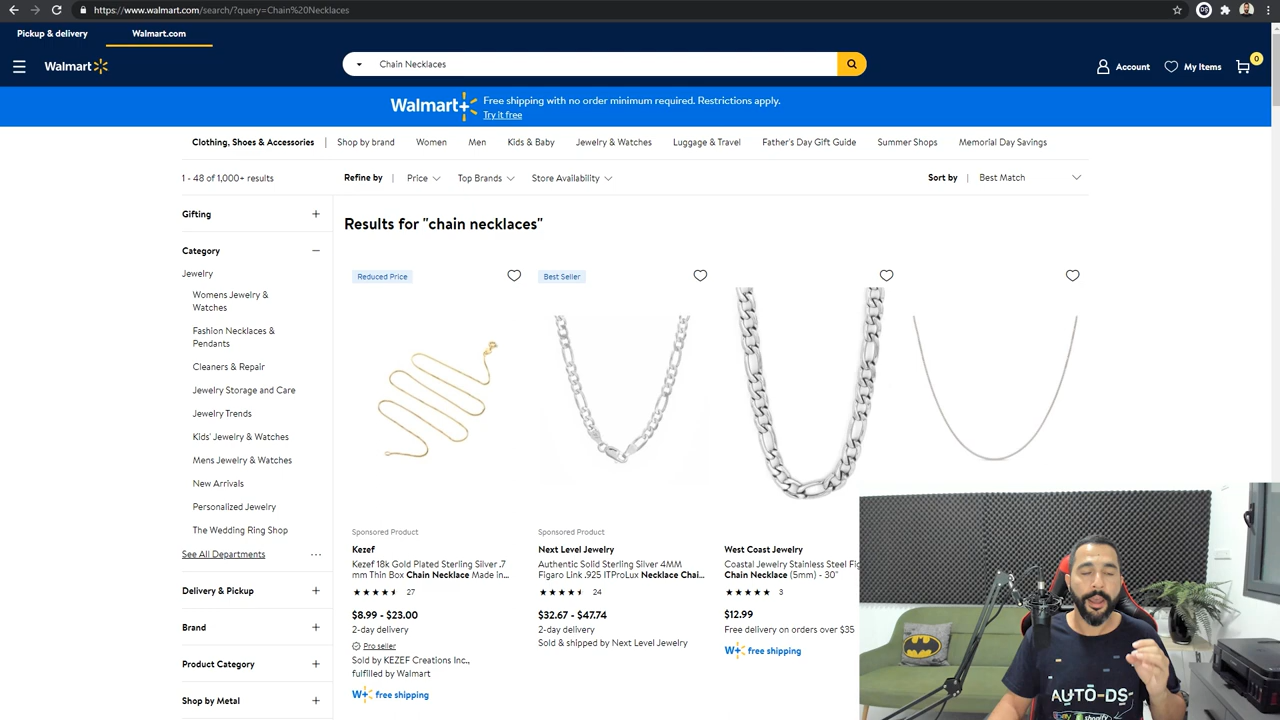 https://www.walmart.com/search/?query=Chain%20Necklaces
Pickup & delivery
Walmart.com
Walmart
Chain Necklaces
Account
My Items
0
Walmart+
Free shipping with no order minimum required. Restrictions apply.
Try it free
Clothing, Shoes & Accessories
Shop by brand
Women
Men
Kids & Baby
Jewelry & Watches
Luggage & Travel
Father's Day Gift Guide
Summer Shops
Memorial Day Savings
1 - 48 of 1,000+ results
Refine by
Price
Top Brands
Store Availability
Sort by
Best Match
Gifting
Category
Jewelry
Womens Jewelry &
Watches
Fashion Necklaces &
Pendants
Cleaners & Repair
Jewelry Storage and Care
Jewelry Trends
Kids' Jewelry & Watches
Mens Jewelry & Watches
New Arrivals
Personalized Jewelry
The Wedding Ring Shop
See All Departments
...
Delivery & Pickup
Brand
Product Category
Shop by Metal
Results for "chain necklaces"
Reduced Price
Sponsored Product
Kezef
Kezef 18k Gold Plated Sterling Silver .7
mm Thin Box Chain Necklace Made in...
27
$8.99 - $23.00
2-day delivery
Pro seller
Sold by KEZEF Creations Inc.,
fulfilled by Walmart
W+ free shipping
Best Seller
Sponsored Product
Next Level Jewelry
Authentic Solid Sterling Silver 4MM
Figaro Link .925 ITProLux Necklace Chai...
24
$32.67 - $47.74
2-day delivery
Sold & shipped by Next Level Jewelry
West Coast Jewelry
Coastal Jewelry Stainless Steel Fig
Chain Necklace (5mm) - 30"
3
$12.99
Free delivery on orders over $35
W+ free shipping
AUTO-DS
shopify